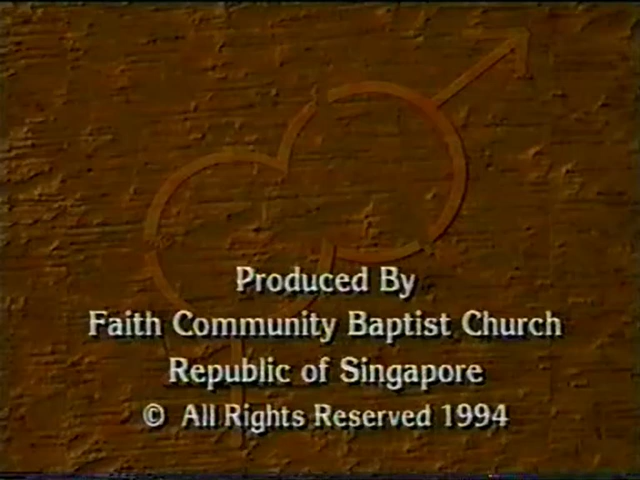 Produced By
Faith Community Baptist Church
Republic of Singapore
© All Rights Reserved 1994